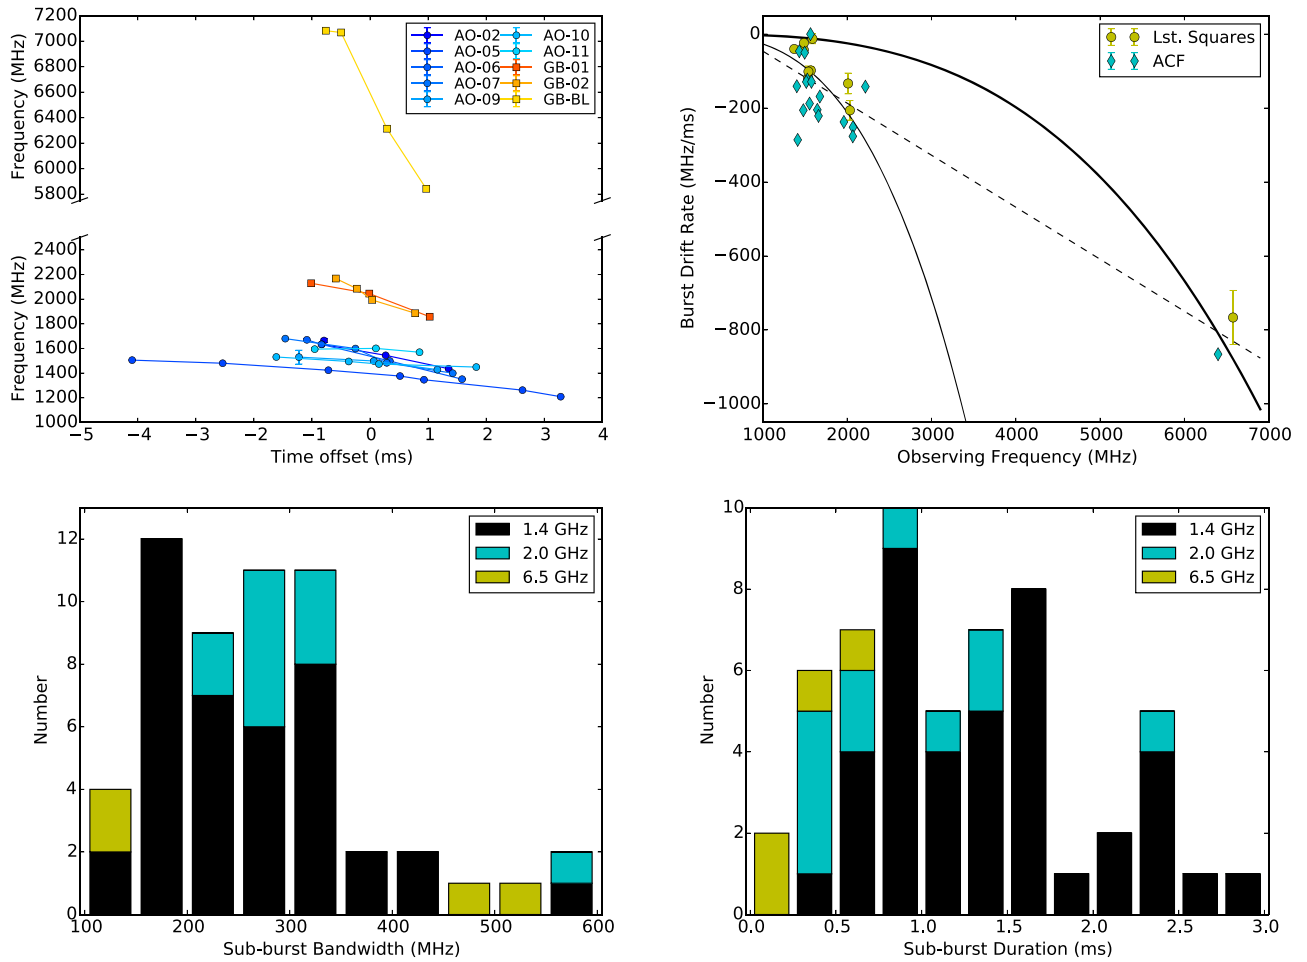 7200
7000
6800
6600
6400
6200
6000
5800
Frequency (MHz)
AO-02
AO-05
AO-06
AO-07
AO-09
AO-10
AO-11
GB-01
GB-02
GB-BL
2400
2200
2000
1800
1600
1400
1200
1000
Frequency (MHz)
−5 −4 −3 −2 −1 0 1 2 3 4
Time offset (ms)
0
−200
−400
−600
−800
−1000
Burst Drift Rate (MHz/ms)
Lst. Squares
ACF
1000 2000 3000 4000 5000 6000 7000
Observing Frequency (MHz)
12
10
8
6
4
2
0
Number
1.4 GHz
2.0 GHz
6.5 GHz
100 200 300 400 500 600
Sub-burst Bandwidth (MHz)
10
8
6
4
2
0
Number
1.4 GHz
2.0 GHz
6.5 GHz
0.0 0.5 1.0 1.5 2.0 2.5 3.0
Sub-burst Duration (ms)